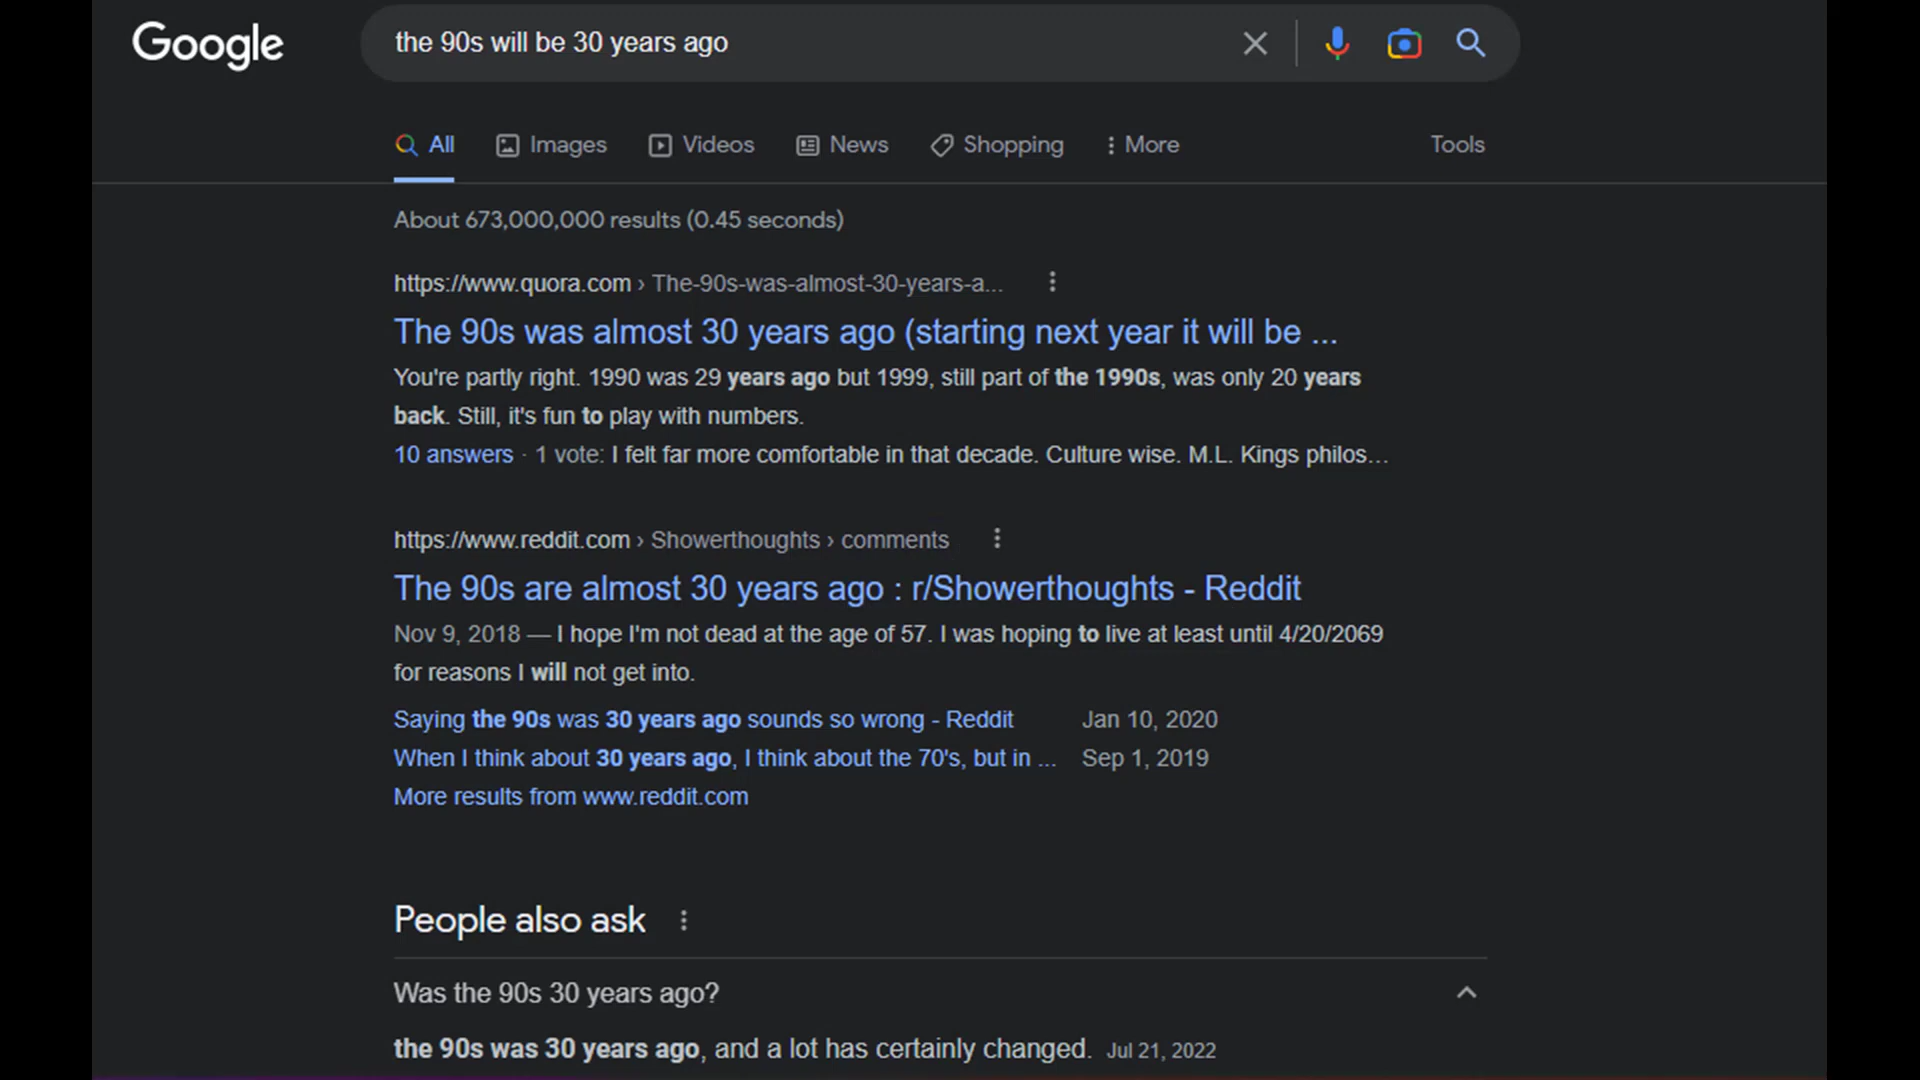 Google
the 90s will be 30 years ago
All Images Videos News Shopping More Tools
About 673,000,000 results (0.45 seconds)
https://www.quora.com › The-90s-was-almost-30-years-a...
The 90s was almost 30 years ago (starting next year it will be ...
You're partly right. 1990 was 29 years ago but 1999, still part of the 1990s, was only 20 years
back. Still, it's fun to play with numbers.
10 answers · 1 vote: I felt far more comfortable in that decade. Culture wise. M.L. Kings philos...
https://www.reddit.com › Showerthoughts › comments
The 90s are almost 30 years ago : r/Showerthoughts - Reddit
Nov 9, 2018 — I hope I'm not dead at the age of 57. I was hoping to live at least until 4/20/2069
for reasons I will not get into.
Saying the 90s was 30 years ago sounds so wrong - Reddit Jan 10, 2020
When I think about 30 years ago, I think about the 70's, but in ... Sep 1, 2019
More results from www.reddit.com
People also ask
Was the 90s 30 years ago?
the 90s was 30 years ago, and a lot has certainly changed. Jul 21, 2022